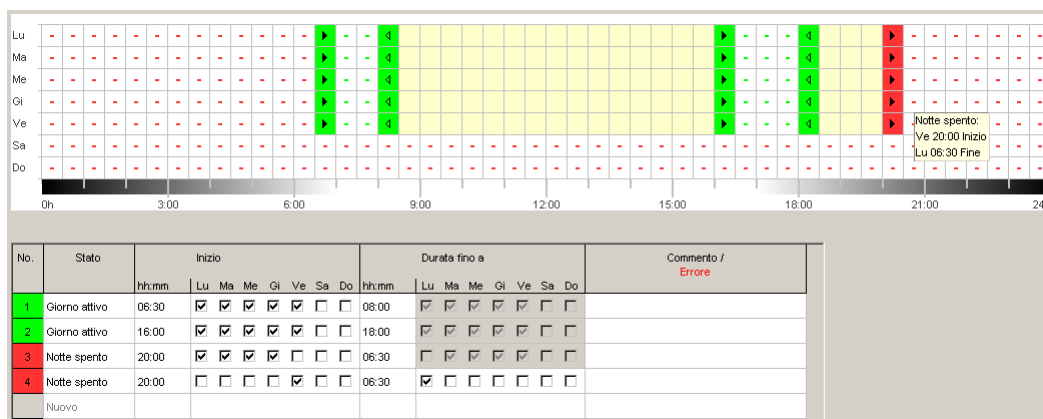 Lu
Ma
Me
Gi
Ve
Notte spento:
Ve 20:00 Inizio
Lu 06:30 Fine
Sa
Do
0h 3:00 6:00 9:00 12:00 15:00 18:00 21:00 24
No. Stato Inizio Durata fino a Commento /
Errore
hh:mm Lu Ma Me Gi Ve Sa Do hh:mm Lu Ma Me Gi Ve Sa Do
1 Giorno attivo 06:30 08:00
2 Giorno attivo 16:00 18:00
3 Notte spento 20:00 06:30
4 Notte spento 20:00 06:30
Nuovo